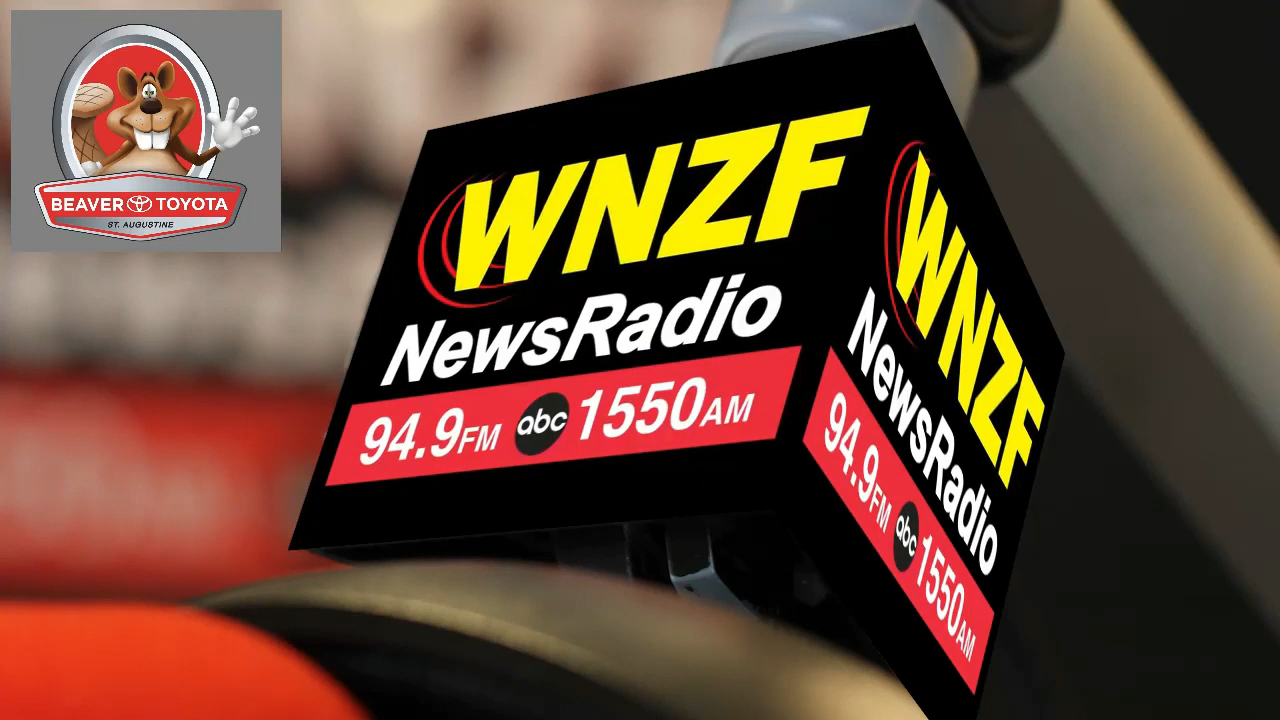 BEAVER TOYOTA
ST. AUGUSTINE
WNZF
NewsRadio
94.9FM abc 1550AM
WNZF
NewsRadio
94.9FM abc 1550AM